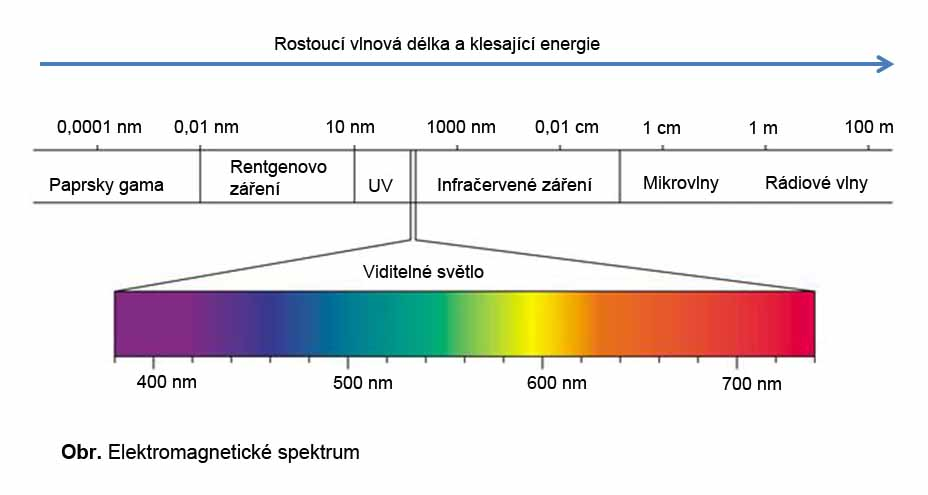 Rostoucí vlnová délka a klesající energie
0,0001 nm 0,01 nm 10 nm 1000 nm 0,01 cm 1 cm 1 m 100 m
Paprsky gama
Rentgenovo
záření
UV
Infračervené záření
Mikrovlny
Rádiové vlny
Viditelné světlo
400 nm 500 nm 600 nm 700 nm
Obr. Elektromagnetické spektrum